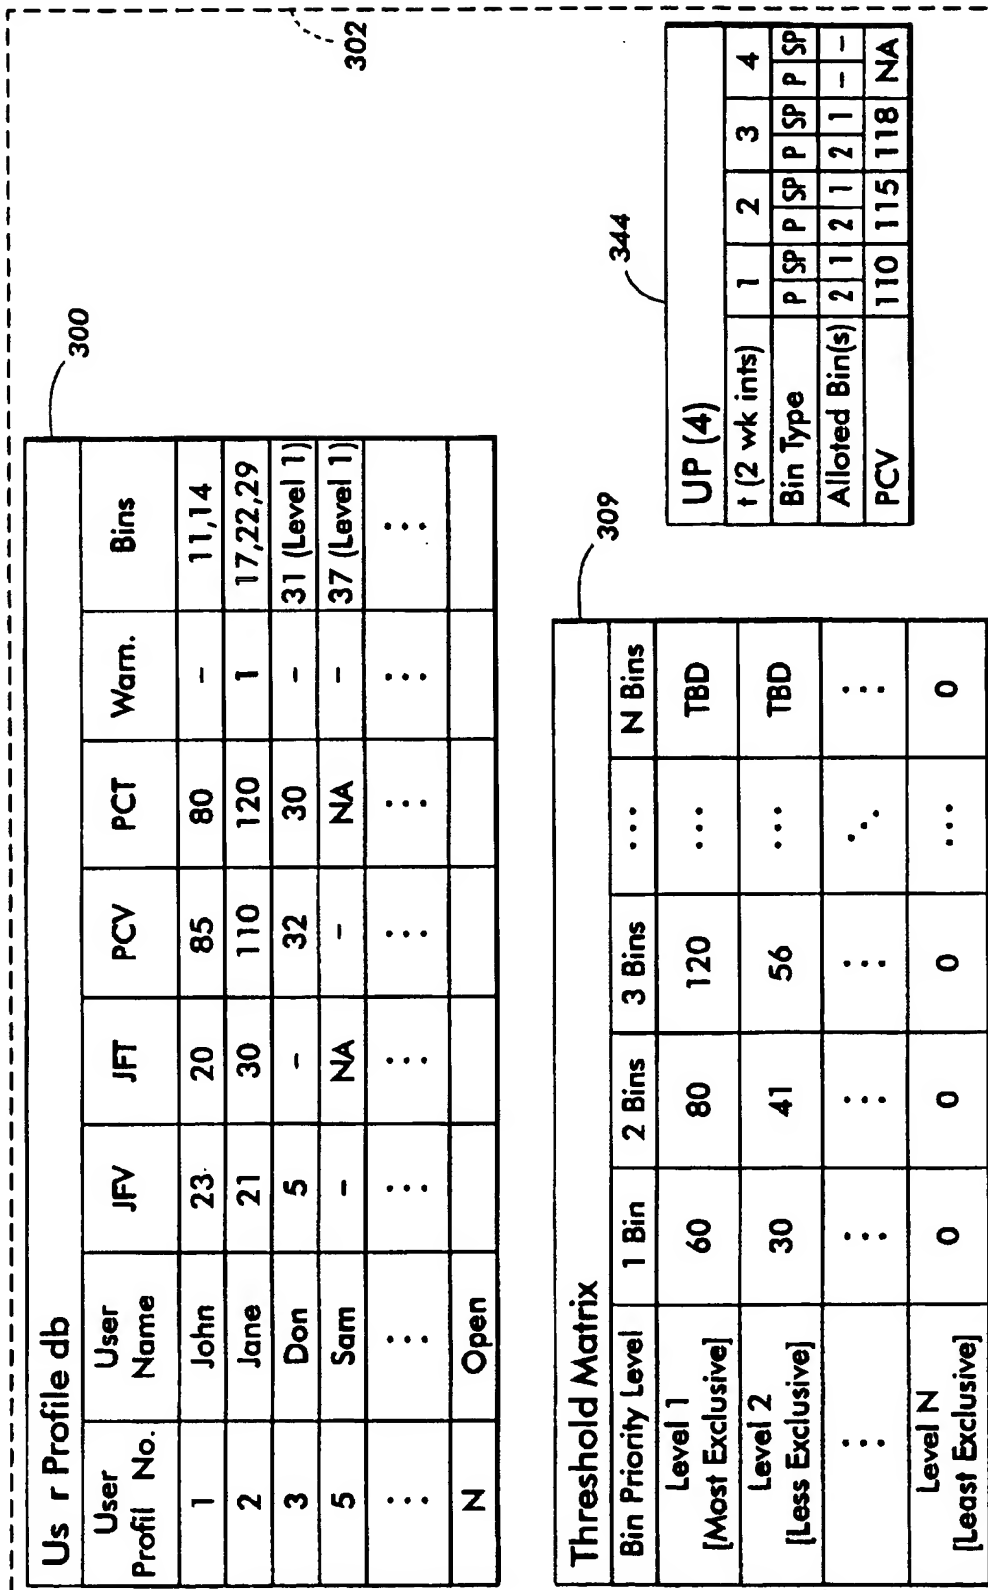 302
300
Us r Profile db
User Profil No. User Name JFV JFT PCV PCT Warn. Bins
1 John 23 20 85 80 – 11,14
2 Jane 21 30 110 120 1 17,22,29
3 Don 5 – 32 30 – 31 (Level 1)
5 Sam – NA – NA – 37 (Level 1)
⋮ ⋮ ⋮ ⋮ ⋮ ⋮ ⋮ ⋮
N Open
309
Threshold Matrix
Bin Priority Level 1 Bin 2 Bins 3 Bins ... N Bins
Level 1 [Most Exclusive] 60 80 120 ... TBD
Level 2 [Less Exclusive] 30 41 56 ... TBD
⋮ ⋮ ⋮ ⋮ ⋱ ⋮
Level N [Least Exclusive] 0 0 0 ... 0
344
UP (4)
t (2 wk ints) 1 2 3 4
Bin Type P SP P SP P SP P SP
Alloted Bin(s) 2 1 2 1 2 1 – –
PCV 110 115 118 NA